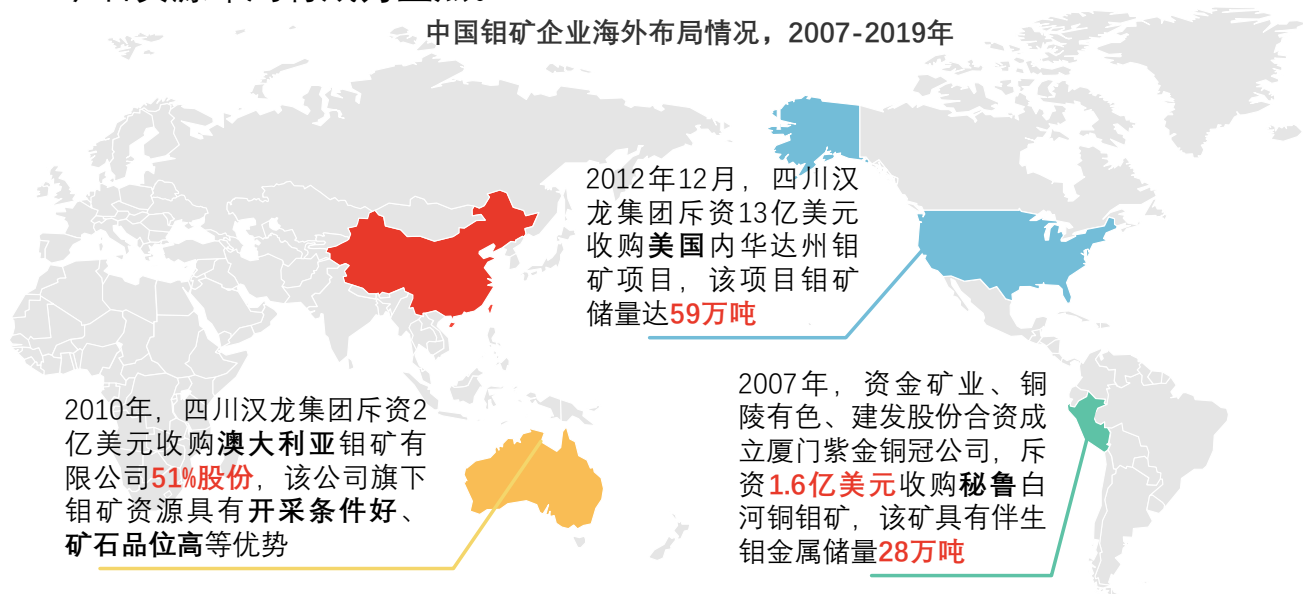 中国钼矿企业海外布局情况，2007-2019年
2012年12月，四川汉
龙集团斥资13亿美元
收购美国内华达州钼
矿项目，该项目钼矿
储量达59万吨
2010年，四川汉龙集团斥资2
亿美元收购澳大利亚钼矿有
限公司51%股份，该公司旗下
钼矿资源具有开采条件好、
矿石品位高等优势
2007年，资金矿业、铜
陵有色、建发股份合资成
立厦门紫金铜冠公司，斥
资1.6亿美元收购秘鲁白
河铜钼矿，该矿具有伴生
钼金属储量28万吨